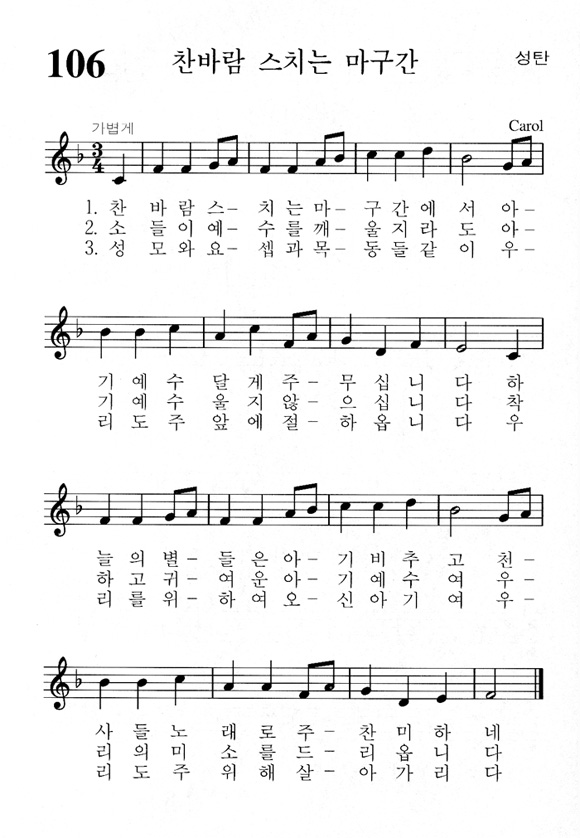 106 찬바람 스치는 마구간 성탄
가볍게 Carol
3
4
1. 찬 바 람 스 – 치 는 마 – 구 간 에 서 아 –
2. 소 들 이 예 – 수 를 깨 – 울 지 라 도 아 –
3. 성 모 와 요 – 셉 과 목 – 동 들 같 이 우 –
기 예 수 달 게 주 – 무 십 니 다 하
기 예 수 울 지 않 – 으 십 니 다 착
리 도 주 앞 에 절 – 하 옵 니 다 우
늘 의 별 – 들 은 아 – 기 비 추 고 천 –
하 고 귀 – 여 운 아 – 기 예 수 여 우 –
리 를 위 – 하 여 오 – 신 아 기 여 우 –
사 들 노 래 로 주 – 찬 미 하 네
리 의 미 소 를 드 – 리 옵 니 다
리 도 주 위 해 살 – 아 가 리 다